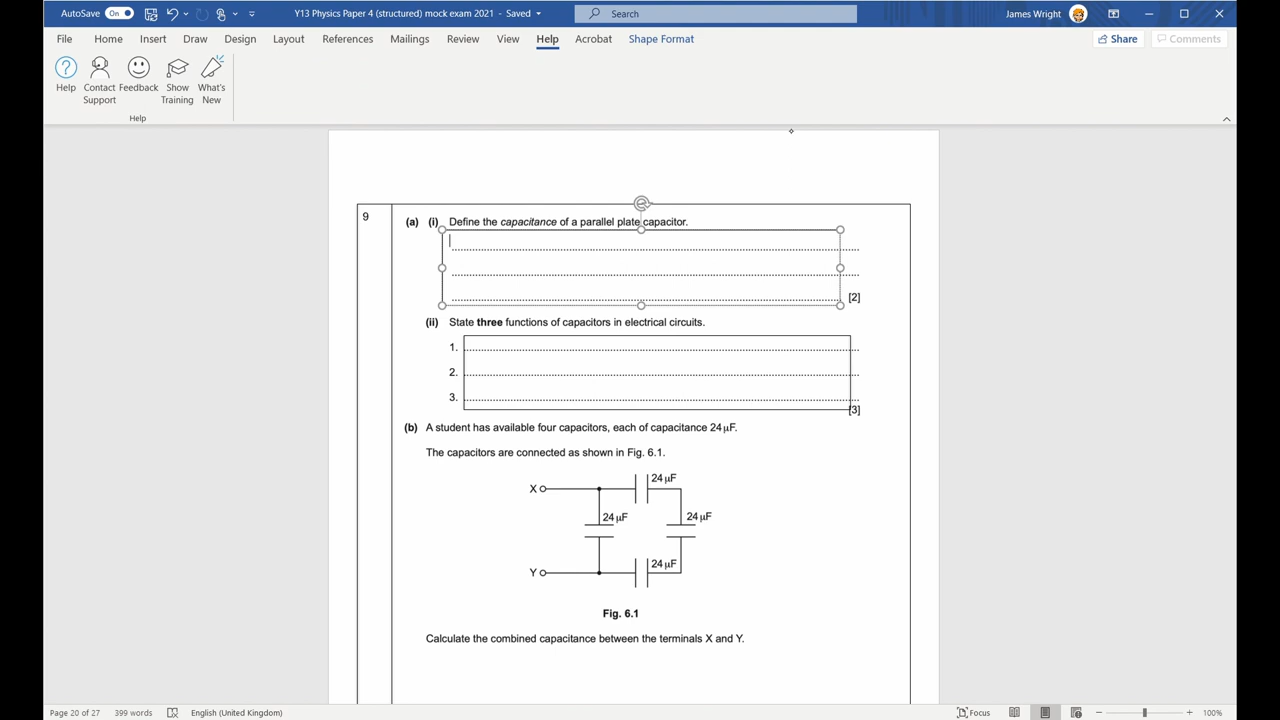 AutoSave On Y13 Physics Paper 4 (structured) mock exam 2021 - Saved Search James Wright
File Home Insert Draw Design Layout References Mailings Review View Help Acrobat Shape Format Share Comments
Help Contact Support Feedback Show Training What's New
Help
9
(a) (i) Define the capacitance of a parallel plate capacitor.
[2]
(ii) State three functions of capacitors in electrical circuits.
1.
2.
3.
[3]
(b) A student has available four capacitors, each of capacitance 24 μF.
The capacitors are connected as shown in Fig. 6.1.
24 μF
X
24 μF 24 μF
24 μF
Y
Fig. 6.1
Calculate the combined capacitance between the terminals X and Y.
Page 20 of 27 399 words English (United Kingdom) Focus 100%